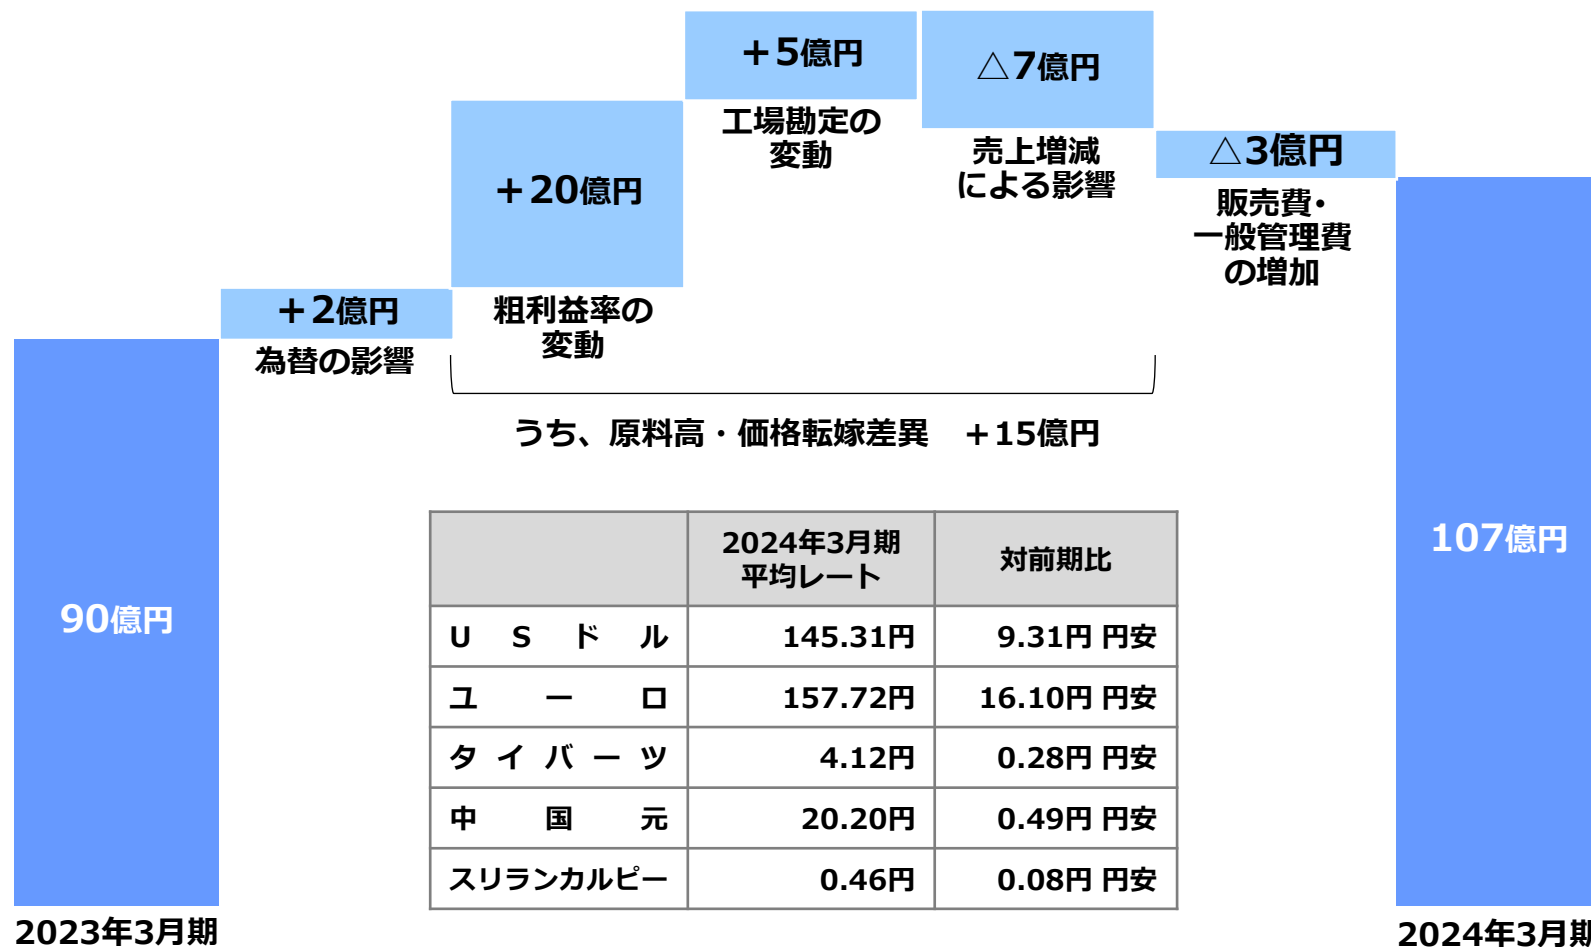 +5億円
△7億円
工場勘定の
変動
売上増減
による影響
△3億円
販売費・
一般管理費
の増加
+20億円
粗利益率の
変動
+2億円
為替の影響
うち、原料高・価格転嫁差異 +15億円
90億円
107億円
2024年3月期
平均レート
対前期比
USドル 145.31円 9.31円 円安
ユーロ 157.72円 16.10円 円安
タイバーツ 4.12円 0.28円 円安
中国元 20.20円 0.49円 円安
スリランカルピー 0.46円 0.08円 円安
2023年3月期
2024年3月期